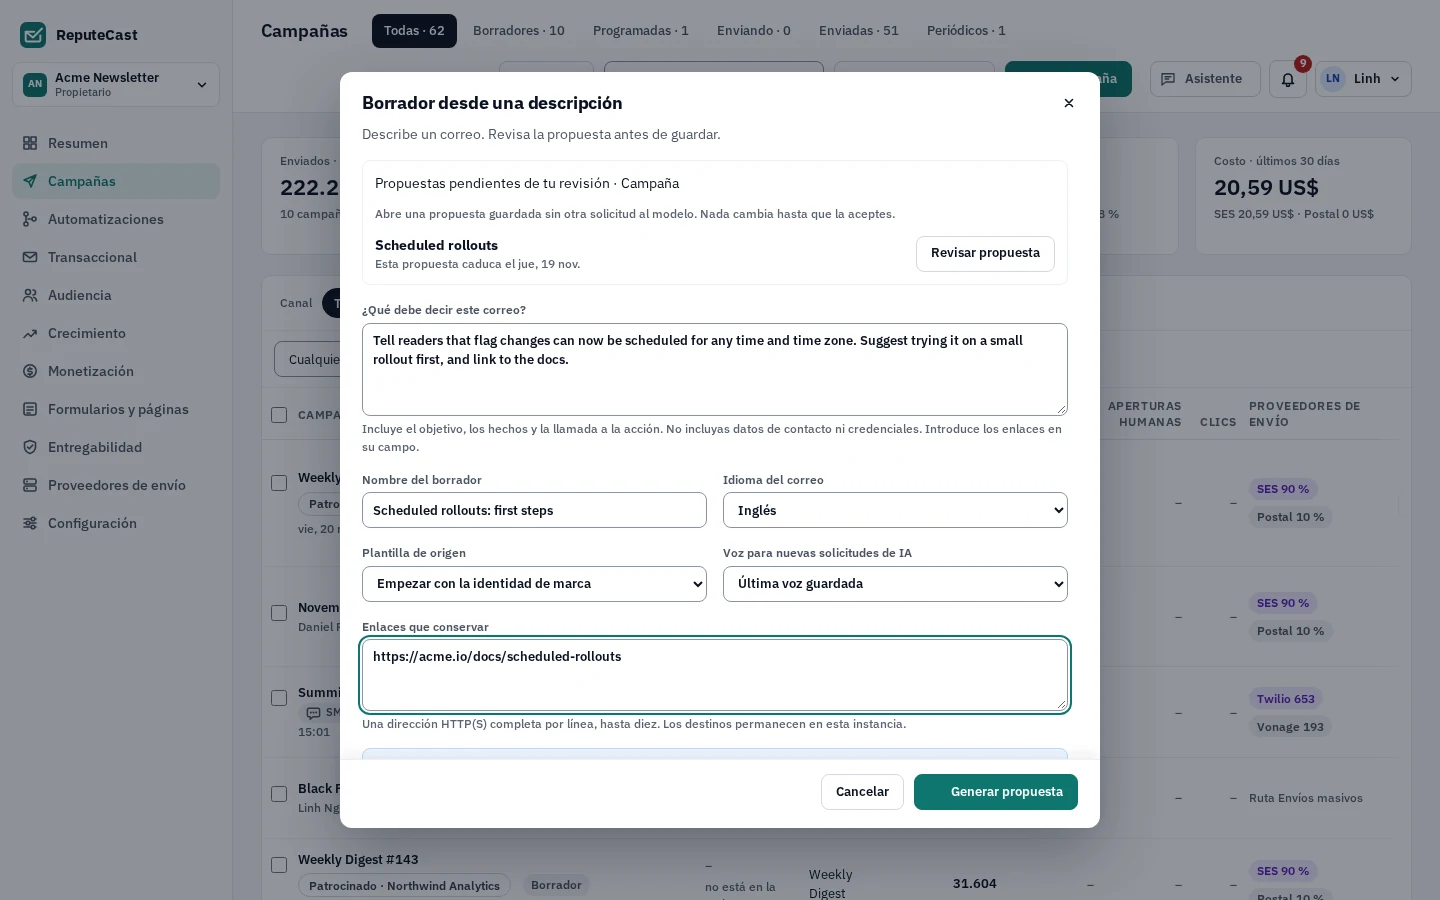 ReputeCast
AN
Acme Newsletter
Propietario
Resumen
Campañas
Automatizaciones
Transaccional
Audiencia
Crecimiento
Monetización
Formularios y páginas
Entregabilidad
Proveedores de envío
Configuración
Campañas
Todas · 62
Borradores · 10
Programadas · 1
Enviando · 0
Enviadas · 51
Periódicos · 1
Asistente
9
LN
Linh
Enviados ·
222.2
Costo · últimos 30 días
20,59 US$
SES 20,59 US$ · Postal 0 US$
Canal
APERTURAS
HUMANAS
CLICS
PROVEEDORES DE
ENVÍO
Weekly
SES 90 %
Postal 10 %
SES 90 %
Postal 10 %
15:01
Twilio 653
Vonage 193
Ruta Envíos masivos
Weekly Digest #143
Patrocinado · Northwind Analytics
Borrador
–
no está en la
Weekly
Digest
31.604
–
–
–
SES 90 %
Postal 10 %
Borrador desde una descripción
Describe un correo. Revisa la propuesta antes de guardar.
Propuestas pendientes de tu revisión · Campaña
Abre una propuesta guardada sin otra solicitud al modelo. Nada cambia hasta que la aceptes.
Scheduled rollouts
Esta propuesta caduca el jue, 19 nov.
Revisar propuesta
¿Qué debe decir este correo?
Tell readers that flag changes can now be scheduled for any time and time zone. Suggest trying it on a small
rollout first, and link to the docs.
Incluye el objetivo, los hechos y la llamada a la acción. No incluyas datos de contacto ni credenciales. Introduce los enlaces en
su campo.
Nombre del borrador
Scheduled rollouts: first steps
Idioma del correo
Inglés
Plantilla de origen
Empezar con la identidad de marca
Voz para nuevas solicitudes de IA
Última voz guardada
Enlaces que conservar
https://acme.io/docs/scheduled-rollouts
Una dirección HTTP(S) completa por línea, hasta diez. Los destinos permanecen en esta instancia.
Cancelar
Generar propuesta